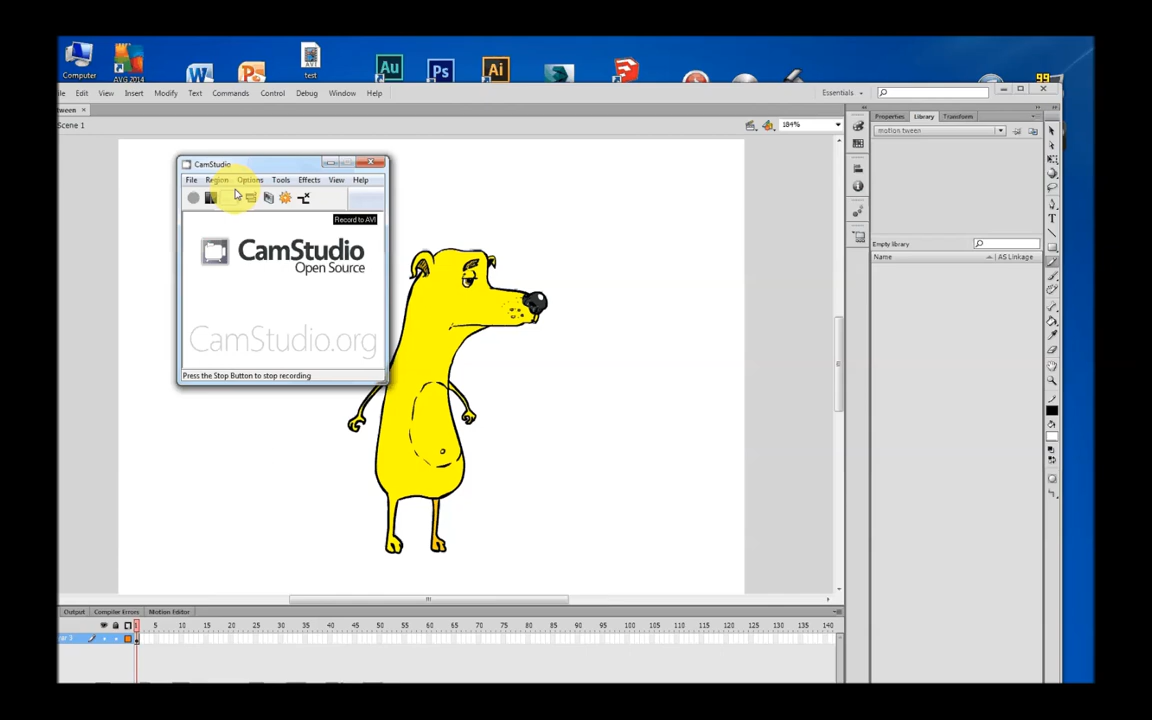 Computer
AVG 2014
test
Au
Ps
Ai
99
File Edit View Insert Modify Text Commands Control Debug Window Help
Essentials
Scene 1
184%
Properties Library Transform
motion tween
Empty library
Name AS Linkage
CamStudio
File Region Options Tools Effects View Help
Record to AVI
CamStudio
Open Source
CamStudio.org
Press the Stop Button to stop recording
Output Compiler Errors Motion Editor
5 10 15 20 25 30 35 40 45 50 55 60 65 70 75 80 85 90 95 100 105 110 115 120 125 130 135 140